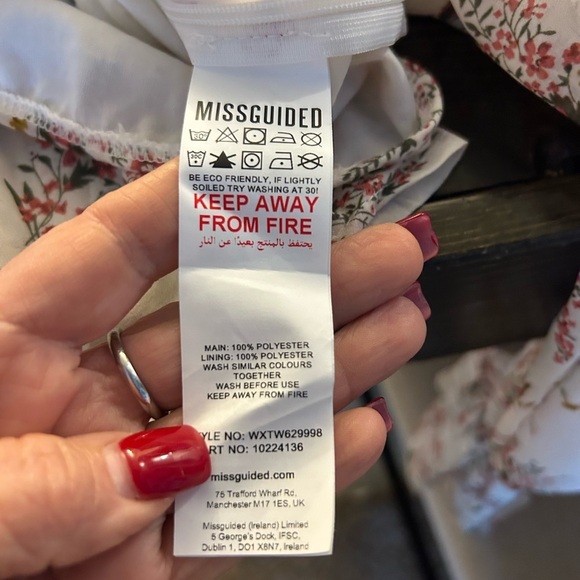 MISSGUIDED
BE ECO FRIENDLY, IF LIGHTLY
SOILED TRY WASHING AT 30!
KEEP AWAY
FROM FIRE
يحتفظ بالمنتج بعيدًا عن النار
MAIN: 100% POLYESTER
LINING: 100% POLYESTER
WASH SIMILAR COLOURS
TOGETHER
WASH BEFORE USE
KEEP AWAY FROM FIRE
YLE NO: WXTW629998
RT NO: 10224136
missguided.com
75 Trafford Wharf Rd,
Manchester M17 1ES, UK
Missguided (Ireland) Limited
5 George's Dock, IFSC,
Dublin 1, DO1 X8N7, Ireland